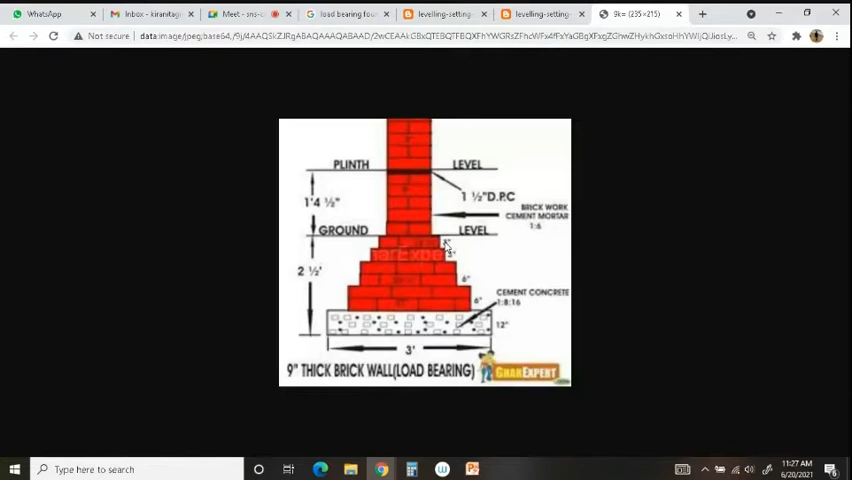 WhatsApp
Inbox - kiranitagn
Meet - sns-c
load bearing fou
levelling-setting-
levelling-setting-
9k= (235×215)
Not secure
PLINTH
LEVEL
1 ½"D.P.C
1'4 ½"
BRICK WORK
CEMENT MORTAR
1:6
GROUND
LEVEL
2 ½'
3"
6"
6"
CEMENT CONCRETE
1:8:16
12"
3'
9" THICK BRICK WALL(LOAD BEARING)
GHAREXPERT
Type here to search
11:27 AM
6/20/2021